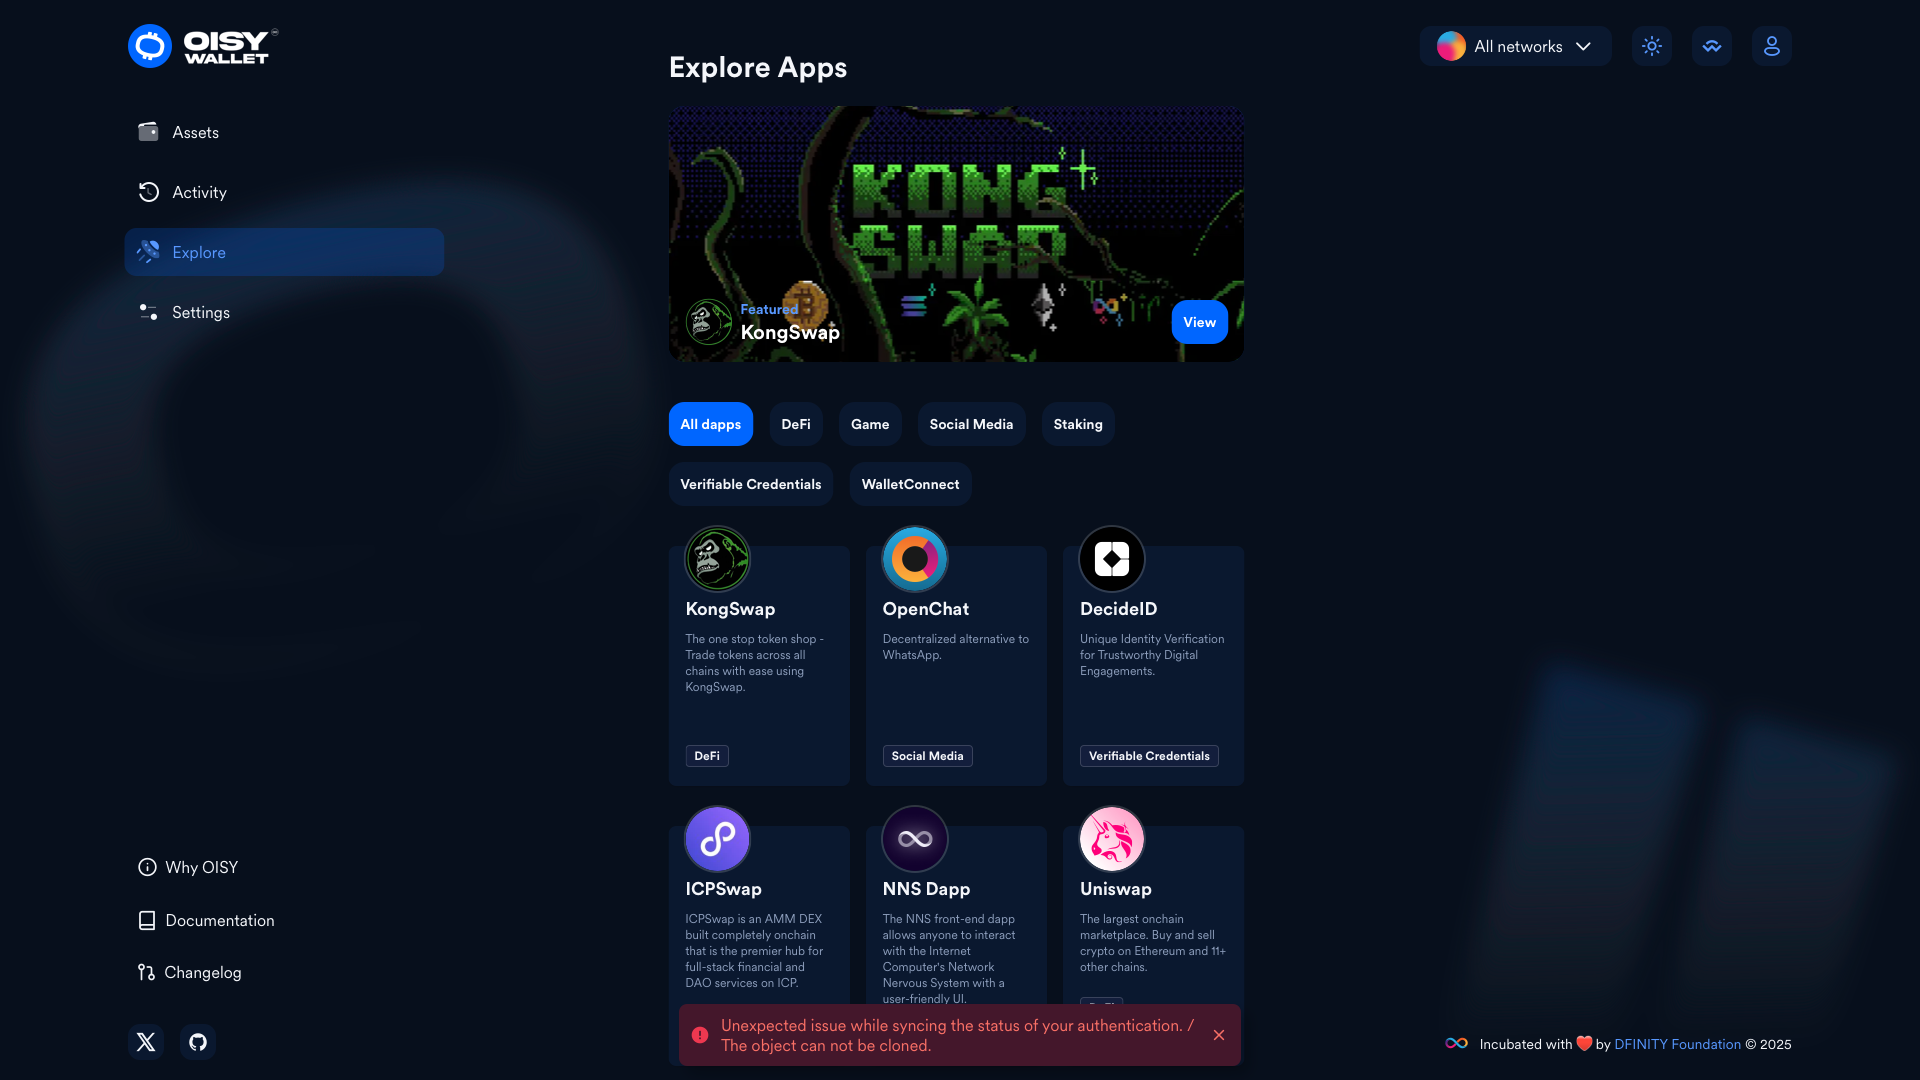 OISY
WALLET
Assets
Activity
Explore
Settings
Why OISY
Documentation
Changelog
Explore Apps
KONG
SWAP
Featured
KongSwap
View
All dapps
DeFi
Game
Social Media
Staking
Verifiable Credentials
WalletConnect
KongSwap
The one stop token shop -
Trade tokens across all
chains with ease using
KongSwap.
DeFi
OpenChat
Decentralized alternative to
WhatsApp.
Social Media
DecideID
Unique Identity Verification
for Trustworthy Digital
Engagements.
Verifiable Credentials
ICPSwap
ICPSwap is an AMM DEX
built completely onchain
that is the premier hub for
full-stack financial and
DAO services on ICP.
NNS Dapp
The NNS front-end dapp
allows anyone to interact
with the Internet
Computer's Network
Nervous System with a
user-friendly UI.
Uniswap
The largest onchain
marketplace. Buy and sell
crypto on Ethereum and 11+
other chains.
Unexpected issue while syncing the status of your authentication. /
The object can not be cloned.
All networks
Incubated with ❤️ by DFINITY Foundation © 2025